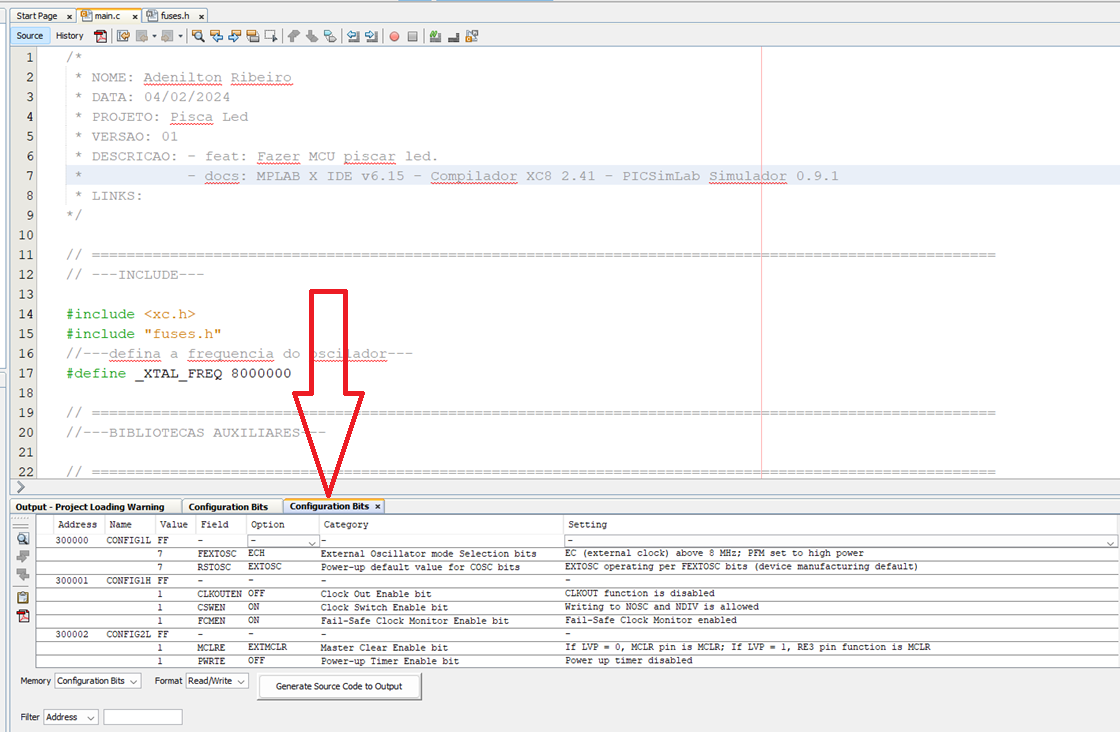 Start Page x main.c x fuses.h x
Source History
1 /*
2 * NOME: Adenilton Ribeiro
3 * DATA: 04/02/2024
4 * PROJETO: Pisca Led
5 * VERSAO: 01
6 * DESCRICAO: - feat: Fazer MCU piscar led.
7 * - docs: MPLAB X IDE v6.15 - Compilador XC8 2.41 - PICSimLab Simulador 0.9.1
8 * LINKS:
9 */
10
11 // =========================================================================================================
12 // ---INCLUDE---
13
14 #include <xc.h>
15 #include "fuses.h"
16 //---defina a frequencia do oscilador---
17 #define _XTAL_FREQ 8000000
18
19 // =========================================================================================================
20 //---BIBLIOTECAS AUXILIARES---
21
22 // =========================================================================================================
Output - Project Loading Warning Configuration Bits Configuration Bits x
Address Name Value Field Option Category Setting
300000 CONFIG1L FF - - - -
7 FEXTOSC ECH External Oscillator mode Selection bits EC (external clock) above 8 MHz; PFM set to high power
7 RSTOSC EXTOSC Power-up default value for COSC bits EXTOSC operating per FEXTOSC bits (device manufacturing default)
300001 CONFIG1H FF - - - -
1 CLKOUTEN OFF Clock Out Enable bit CLKOUT function is disabled
1 CSWEN ON Clock Switch Enable bit Writing to NOSC and NDIV is allowed
1 FCMEN ON Fail-Safe Clock Monitor Enable bit Fail-Safe Clock Monitor enabled
300002 CONFIG2L FF - - - -
1 MCLRE EXTMCLR Master Clear Enable bit If LVP = 0, MCLR pin is MCLR; If LVP = 1, RE3 pin function is MCLR
1 PWRTE OFF Power-up Timer Enable bit Power up timer disabled
Memory Configuration Bits Format Read/Write Generate Source Code to Output
Filter Address